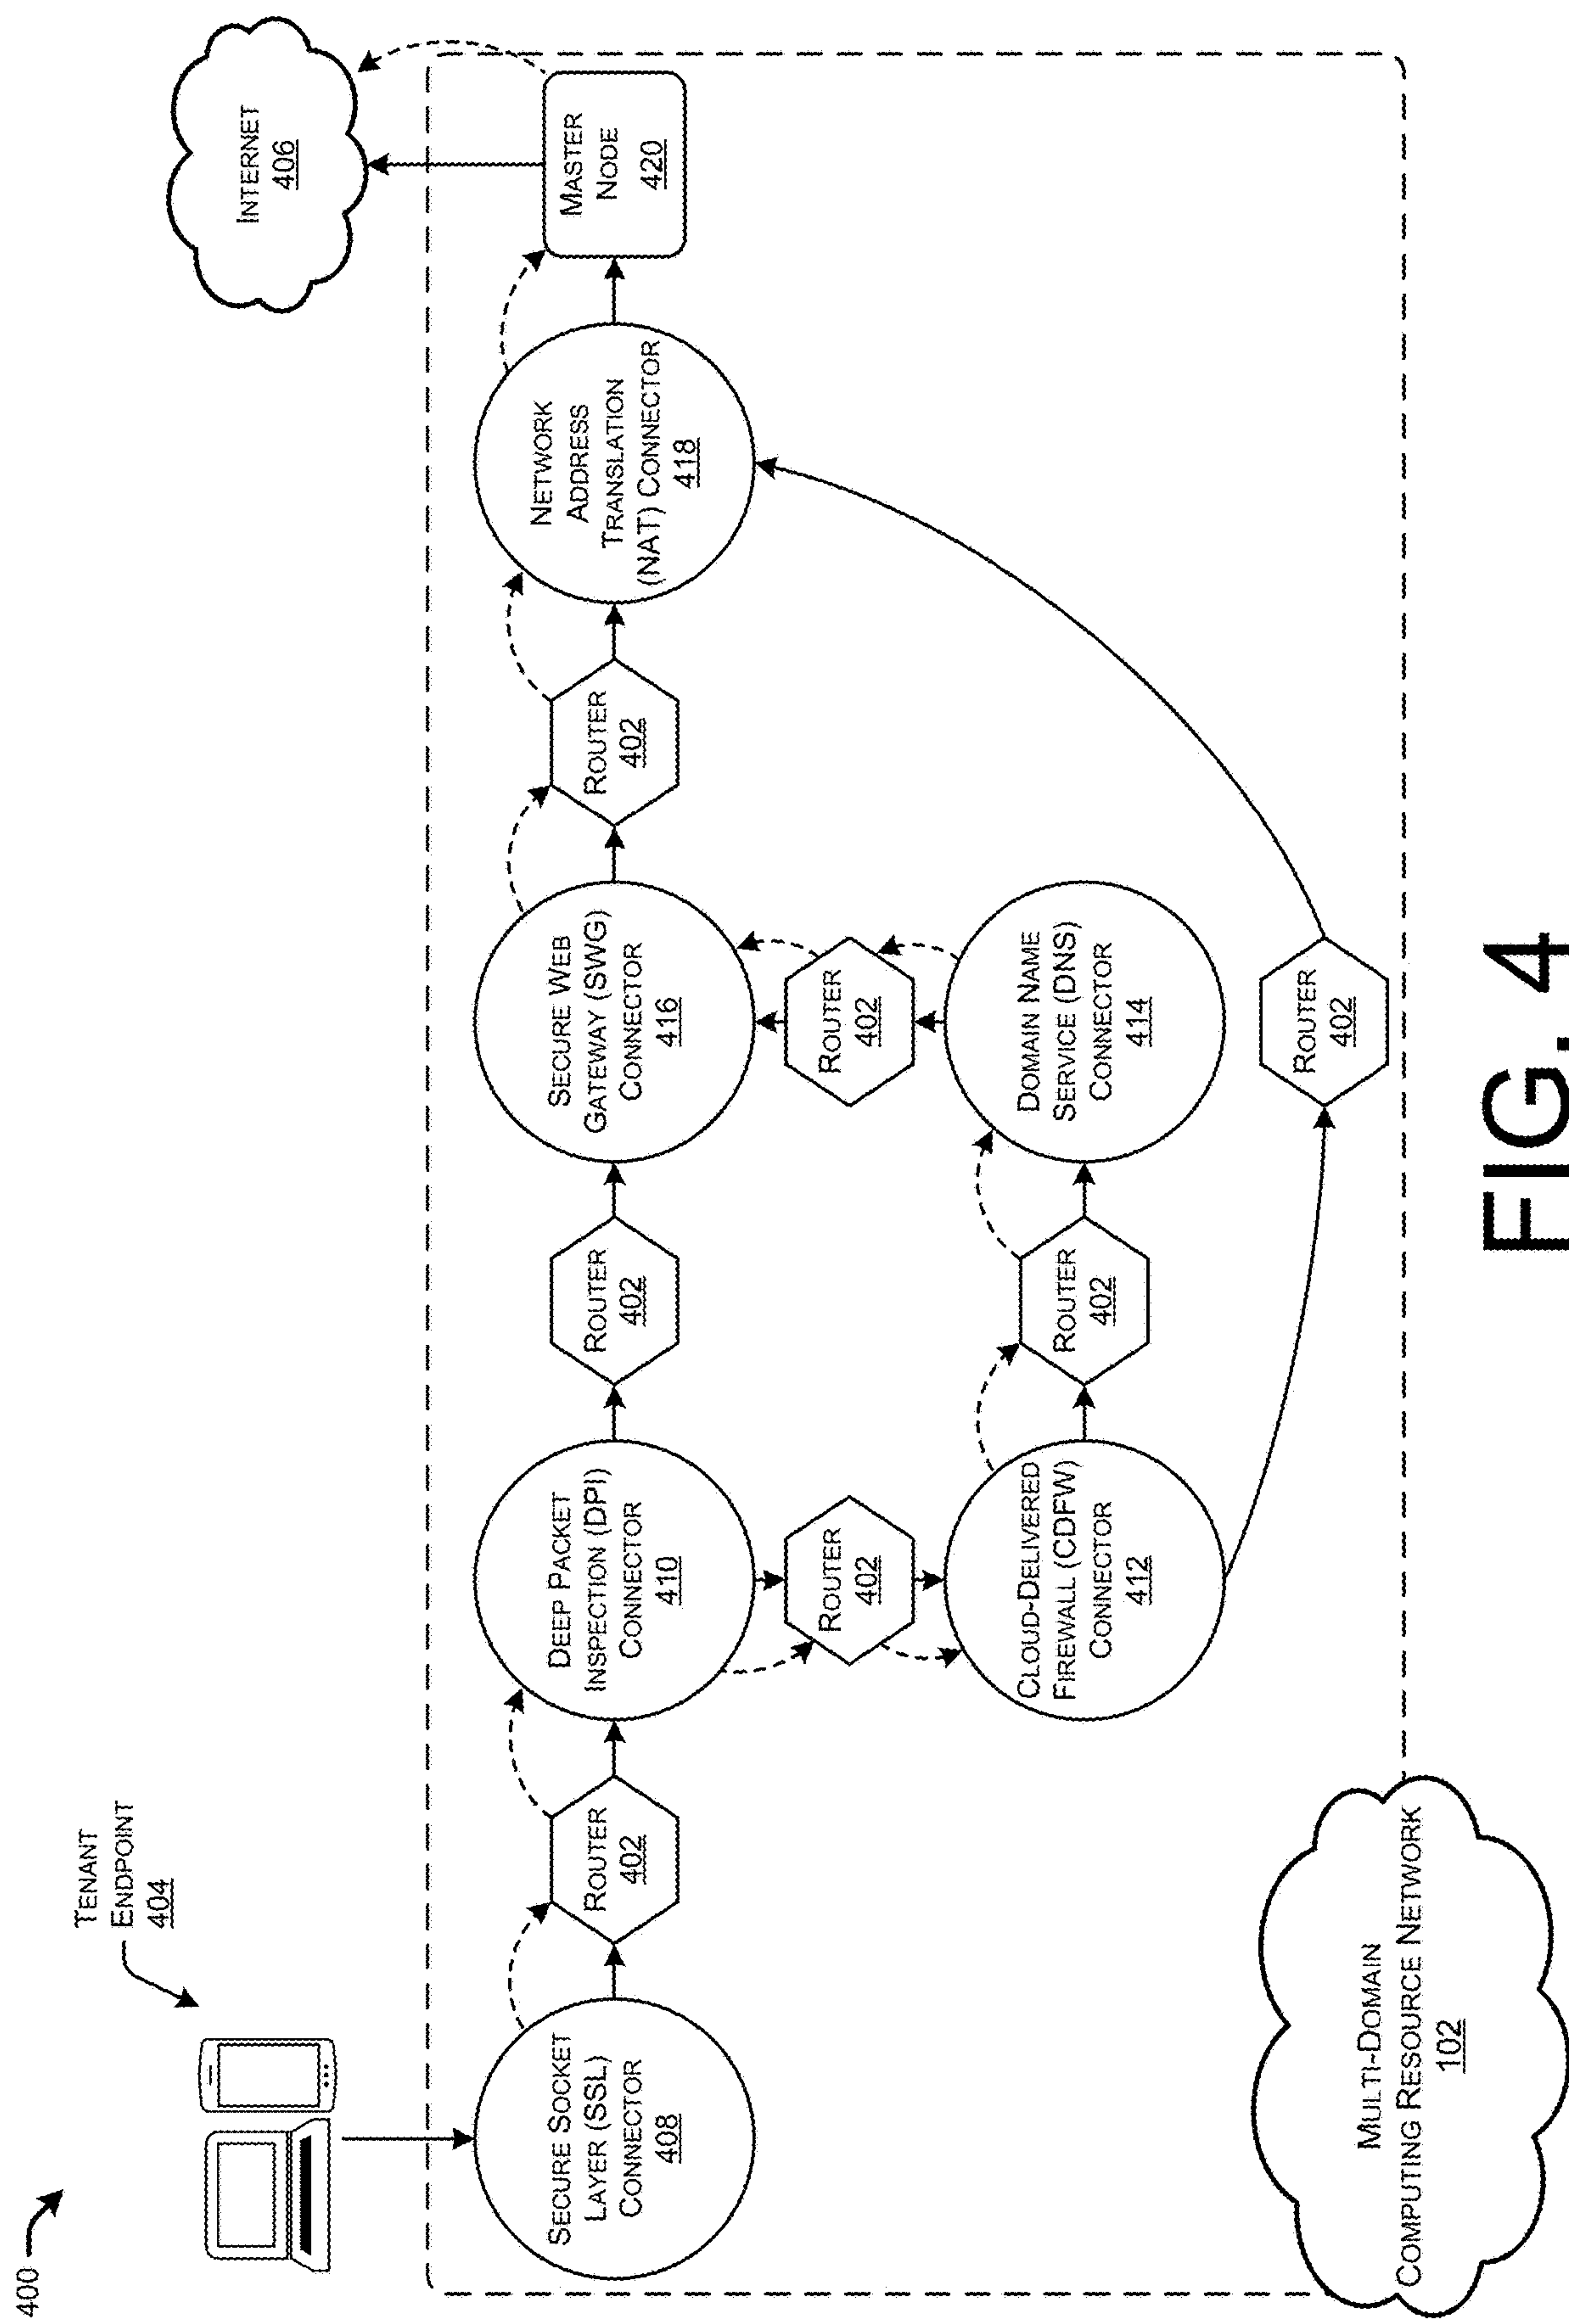 400
TENANT
ENDPOINT
404
INTERNET
406
SECURE SOCKET
LAYER (SSL)
CONNECTOR
408
ROUTER
402
DEEP PACKET
INSPECTION (DPI)
CONNECTOR
410
ROUTER
402
SECURE WEB
GATEWAY (SWG)
CONNECTOR
416
ROUTER
402
NETWORK
ADDRESS
TRANSLATION
(NAT) CONNECTOR
418
MASTER
NODE
420
ROUTER
402
ROUTER
402
CLOUD-DELIVERED
FIREWALL (CDFW)
CONNECTOR
412
ROUTER
402
DOMAIN NAME
SERVICE (DNS)
CONNECTOR
414
ROUTER
402
MULTI-DOMAIN
COMPUTING RESOURCE NETWORK
102
FIG. 4